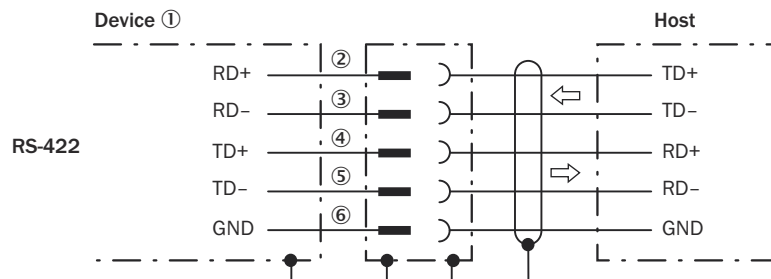 Device ① Host
RD+ ② TD+
RD– ③ TD–
RS-422 TD+ ④ RD+
TD– ⑤ RD–
GND ⑥ GND